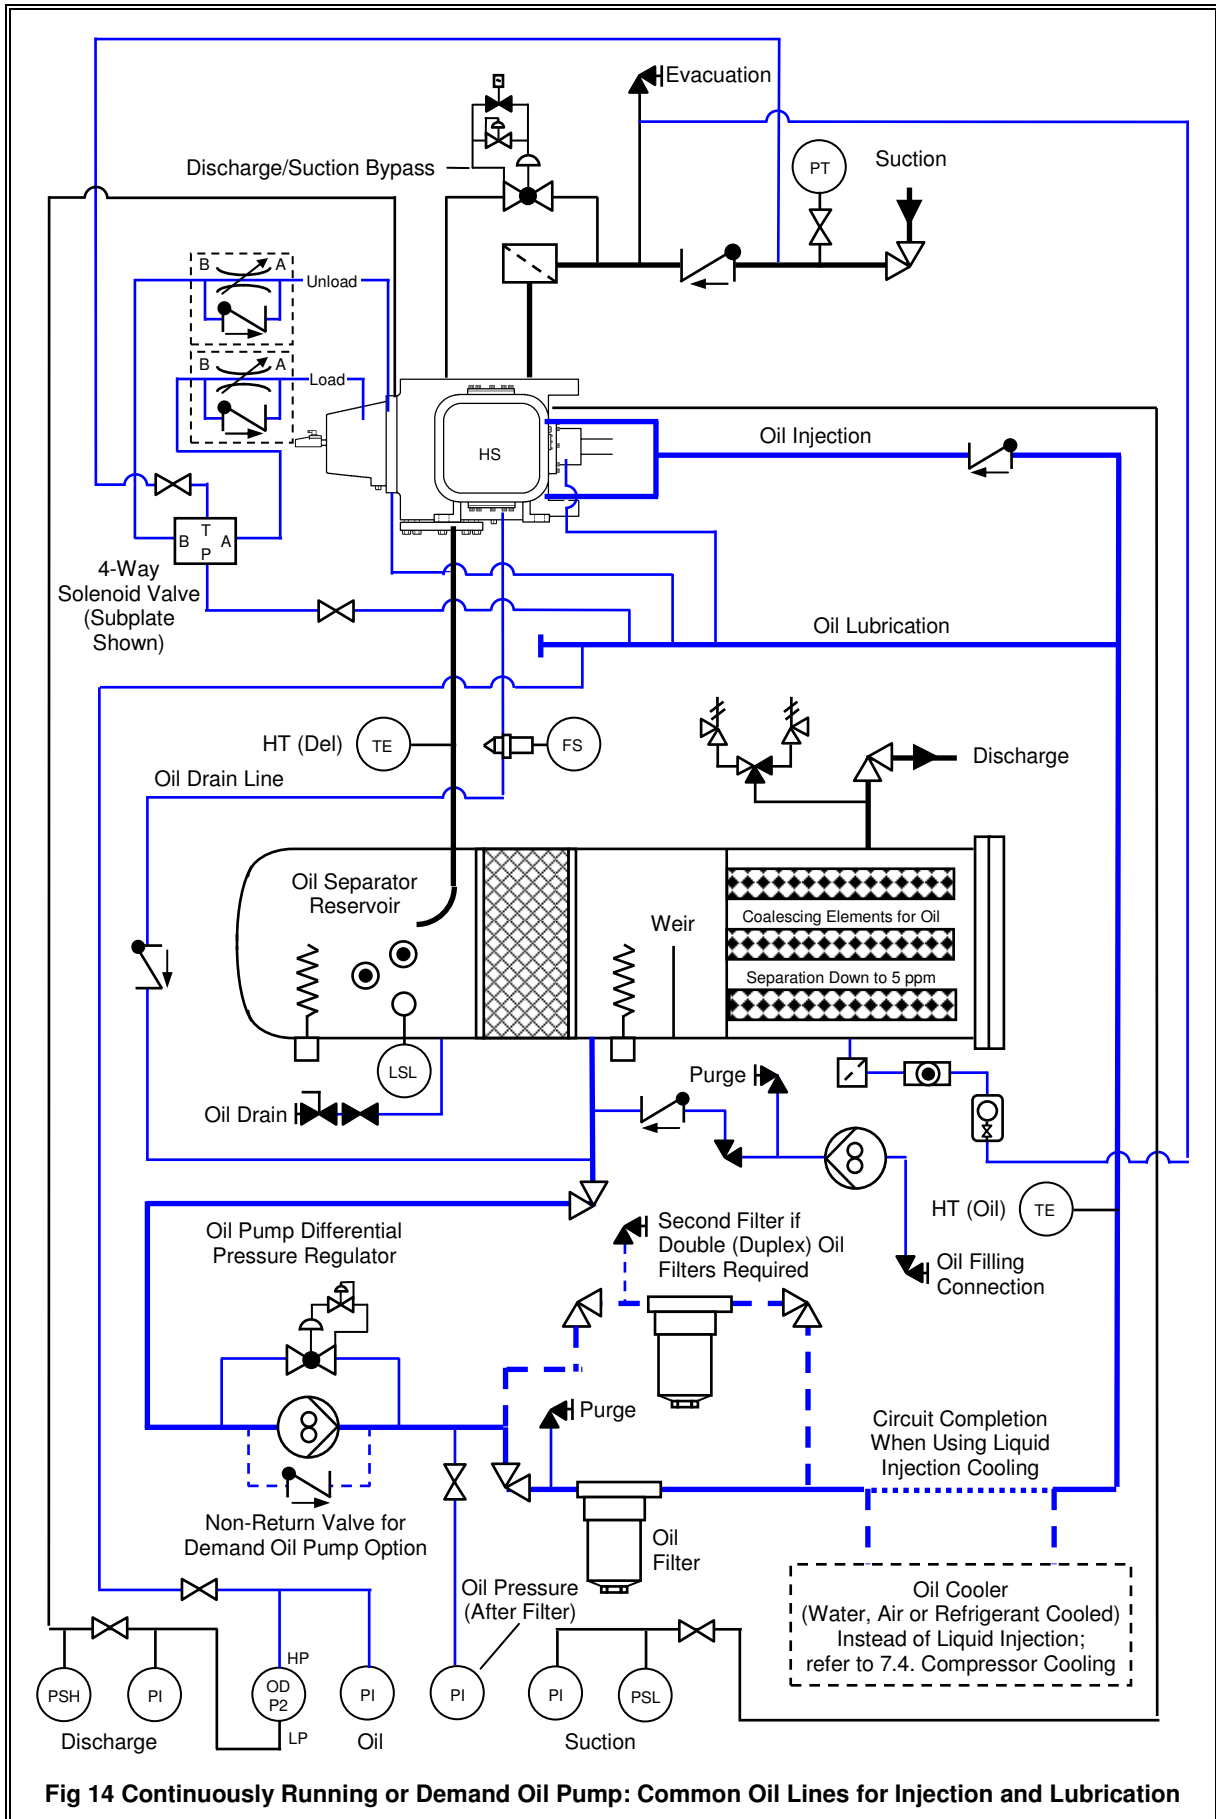 Evacuation
PT
Suction
Discharge/Suction Bypass
B
A
Unload
B
A
Load
HS
Oil Injection
T
B
A
P
4-Way
Solenoid Valve
(Subplate
Shown)
Oil Lubrication
HT (Del)
TE
FS
Discharge
Oil Drain Line
Oil Separator
Reservoir
Weir
Coalescing Elements for Oil
Separation Down to 5 ppm
LSL
Purge
Oil Drain
HT (Oil)
TE
Oil Pump Differential
Pressure Regulator
Second Filter if
Double (Duplex) Oil
Filters Required
Oil Filling
Connection
Purge
Circuit Completion
When Using Liquid
Injection Cooling
Non-Return Valve for
Demand Oil Pump Option
Oil
Filter
Oil Pressure
(After Filter)
Oil Cooler
(Water, Air or Refrigerant Cooled)
Instead of Liquid Injection;
refer to 7.4. Compressor Cooling
HP
PSH
PI
OD
P2
PI
PI
PI
PSL
LP
Discharge
Oil
Suction
Fig 14 Continuously Running or Demand Oil Pump: Common Oil Lines for Injection and Lubrication